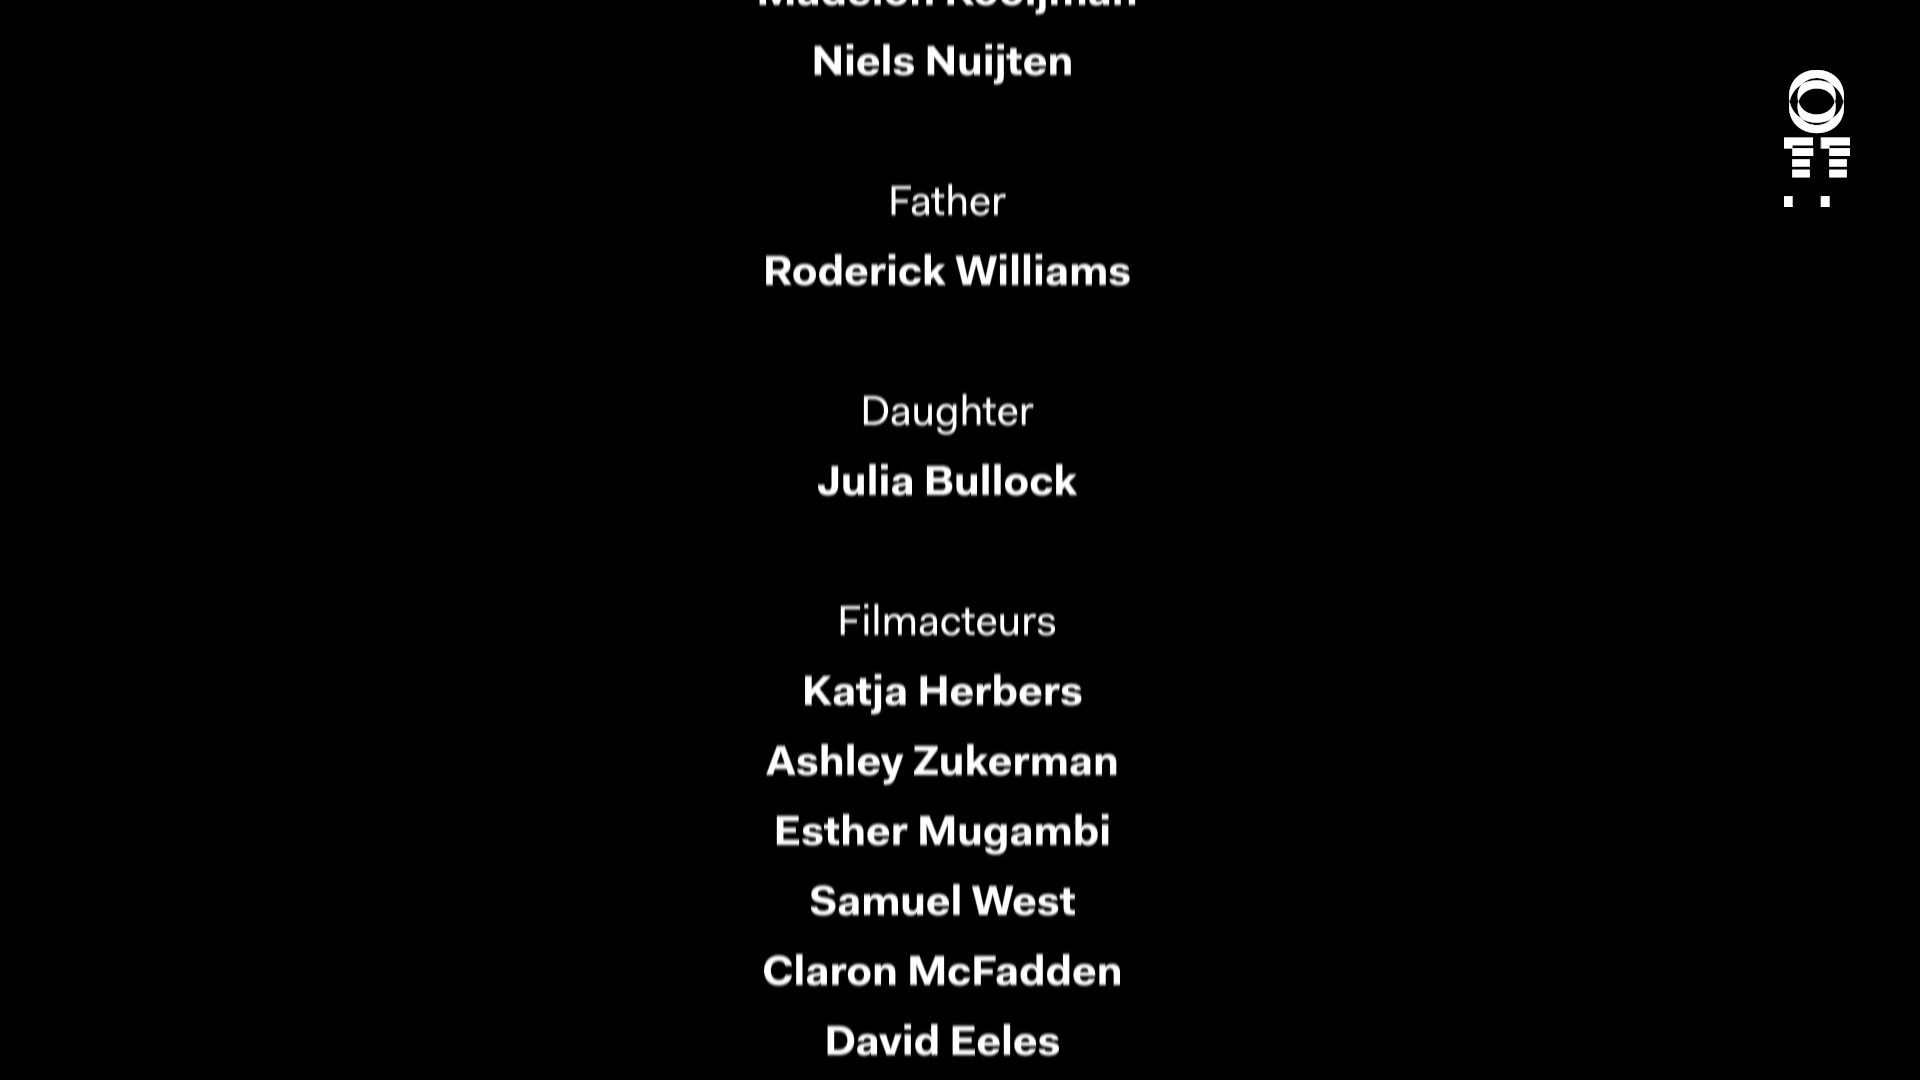 Niels Nuijten
Father
Roderick Williams
Daughter
Julia Bullock
Filmacteurs
Katja Herbers
Ashley Zukerman
Esther Mugambi
Samuel West
Claron McFadden
David Eeles